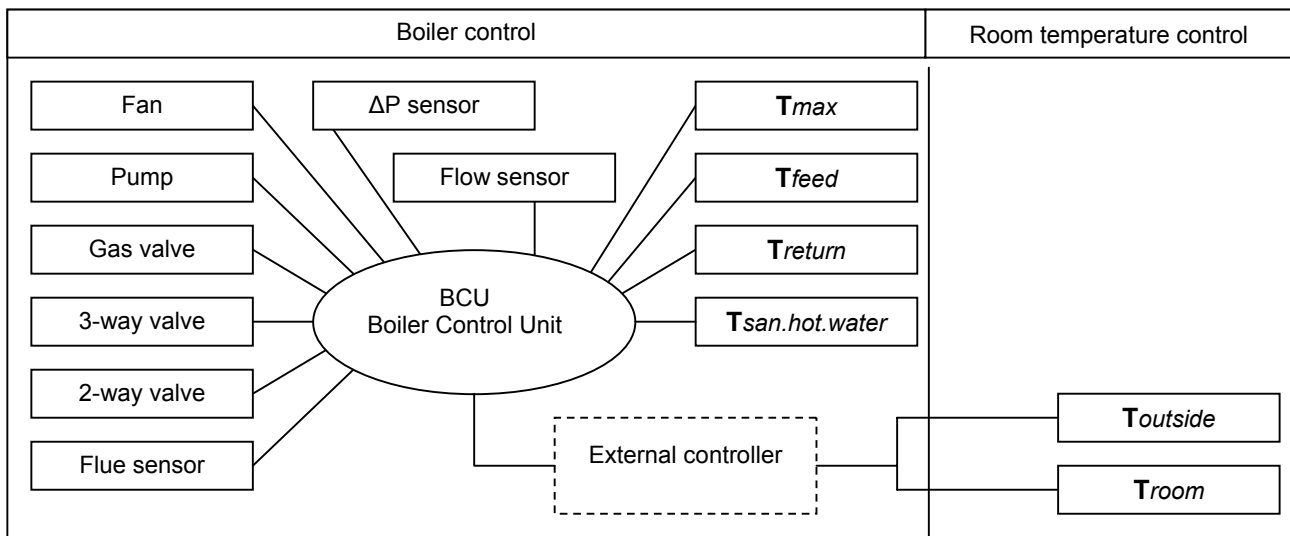 Boiler control
Room temperature control
Fan
ΔP sensor
Tmax
Pump
Flow sensor
Tfeed
Gas valve
Treturn
BCU
Boiler Control Unit
3-way valve
Tsan.hot.water
2-way valve
Toutside
Flue sensor
External controller
Troom